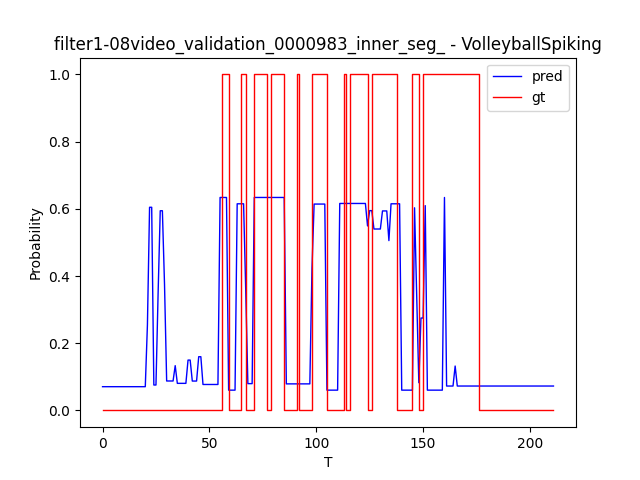 filter1-08video_validation_0000983_inner_seg_ - VolleyballSpiking
1.0
0.8
0.6
0.4
0.2
0.0
Probability
0 50 100 150 200
T
pred
gt